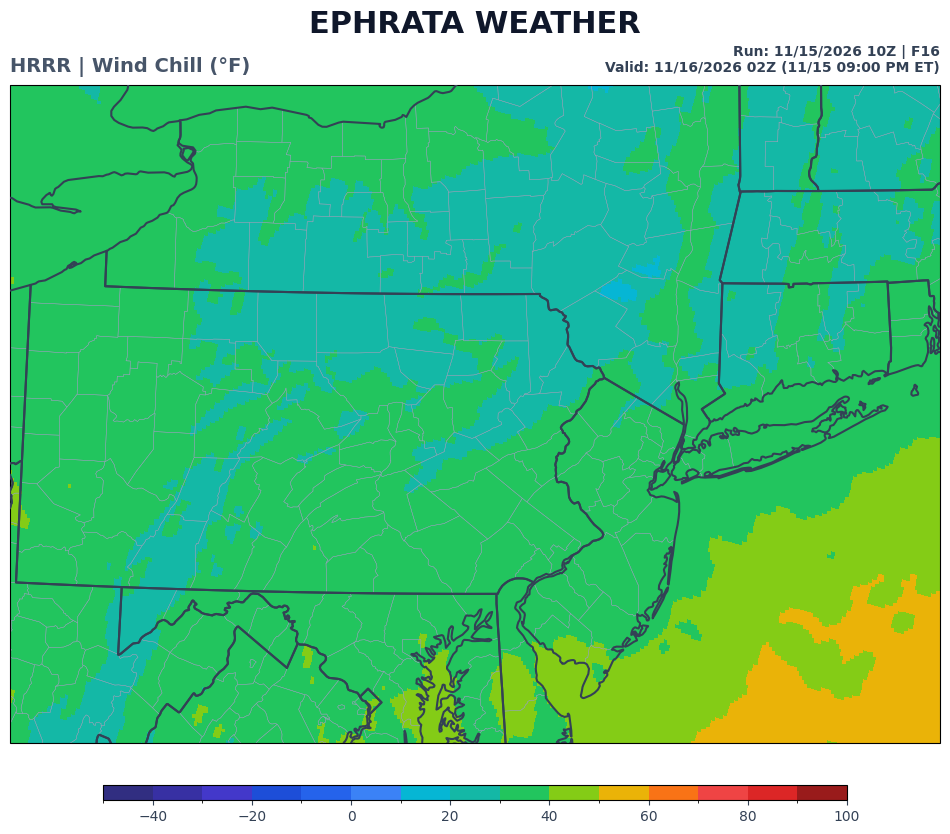 EPHRATA WEATHER
HRRR | Wind Chill (°F)
Run: 11/15/2026 10Z | F16
Valid: 11/16/2026 02Z (11/15 09:00 PM ET)
−40 −20 0 20 40 60 80 100